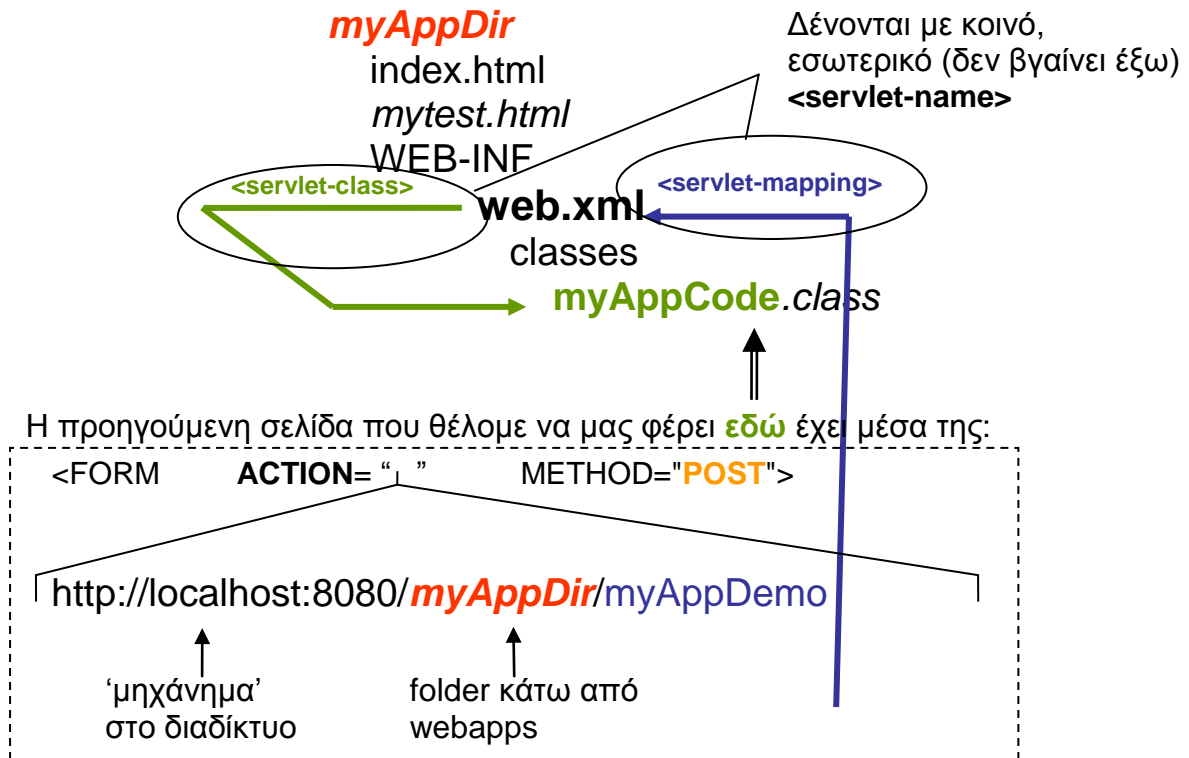 myAppDir
index.html
mytest.html
WEB-INF
<servlet-class>
web.xml
<servlet-mapping>
classes
myAppCode.class
Δένονται με κοινό,
εσωτερικό (δεν βγαίνει έξω)
<servlet-name>
Η προηγούμενη σελίδα που θέλομε να μας φέρει εδώ έχει μέσα της:
<FORM ACTION= “ ” METHOD="POST">
http://localhost:8080/myAppDir/myAppDemo
‘μηχάνημα’
στο διαδίκτυο
folder κάτω από
webapps